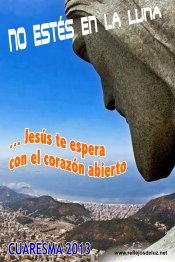 NO ESTÉS EN LA LUNA
... Jesús te espera
con el corazón abierto
CUARESMA 2013
www.reflejosdeluz.net